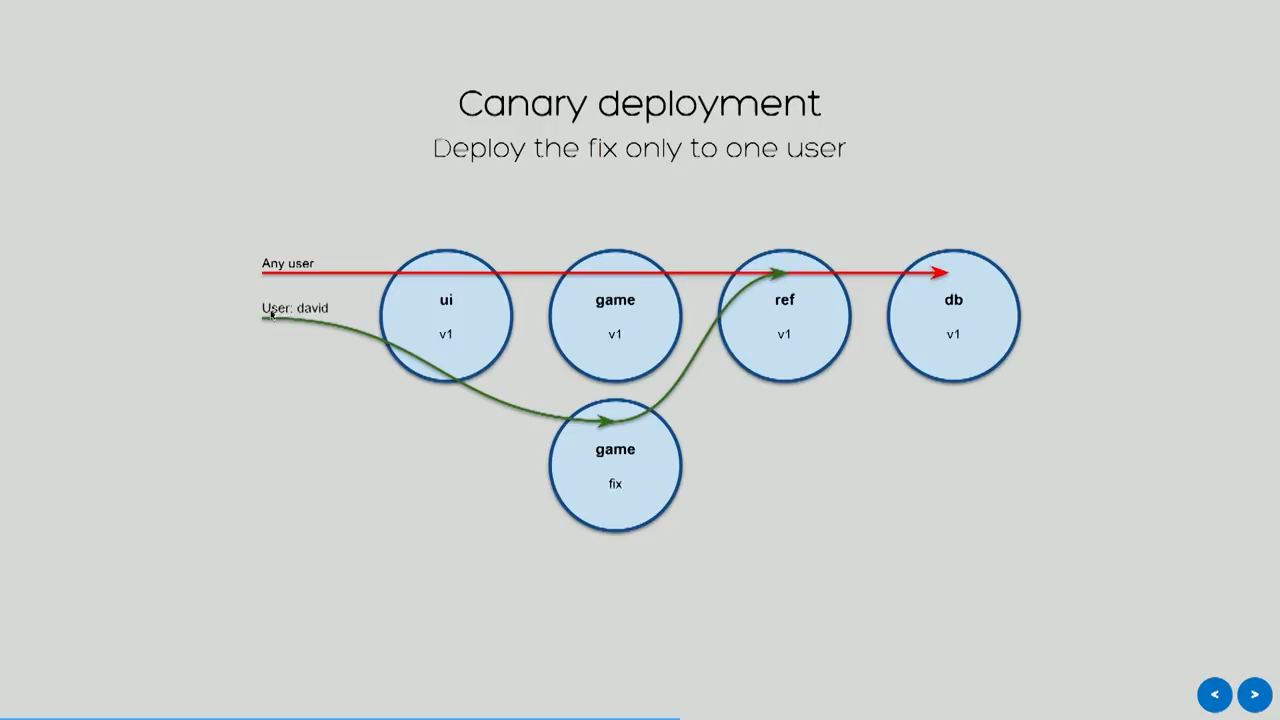 Canary deployment
Deploy the fix only to one user
Any user
User: david
ui
v1
game
v1
ref
v1
db
v1
game
fix
< >